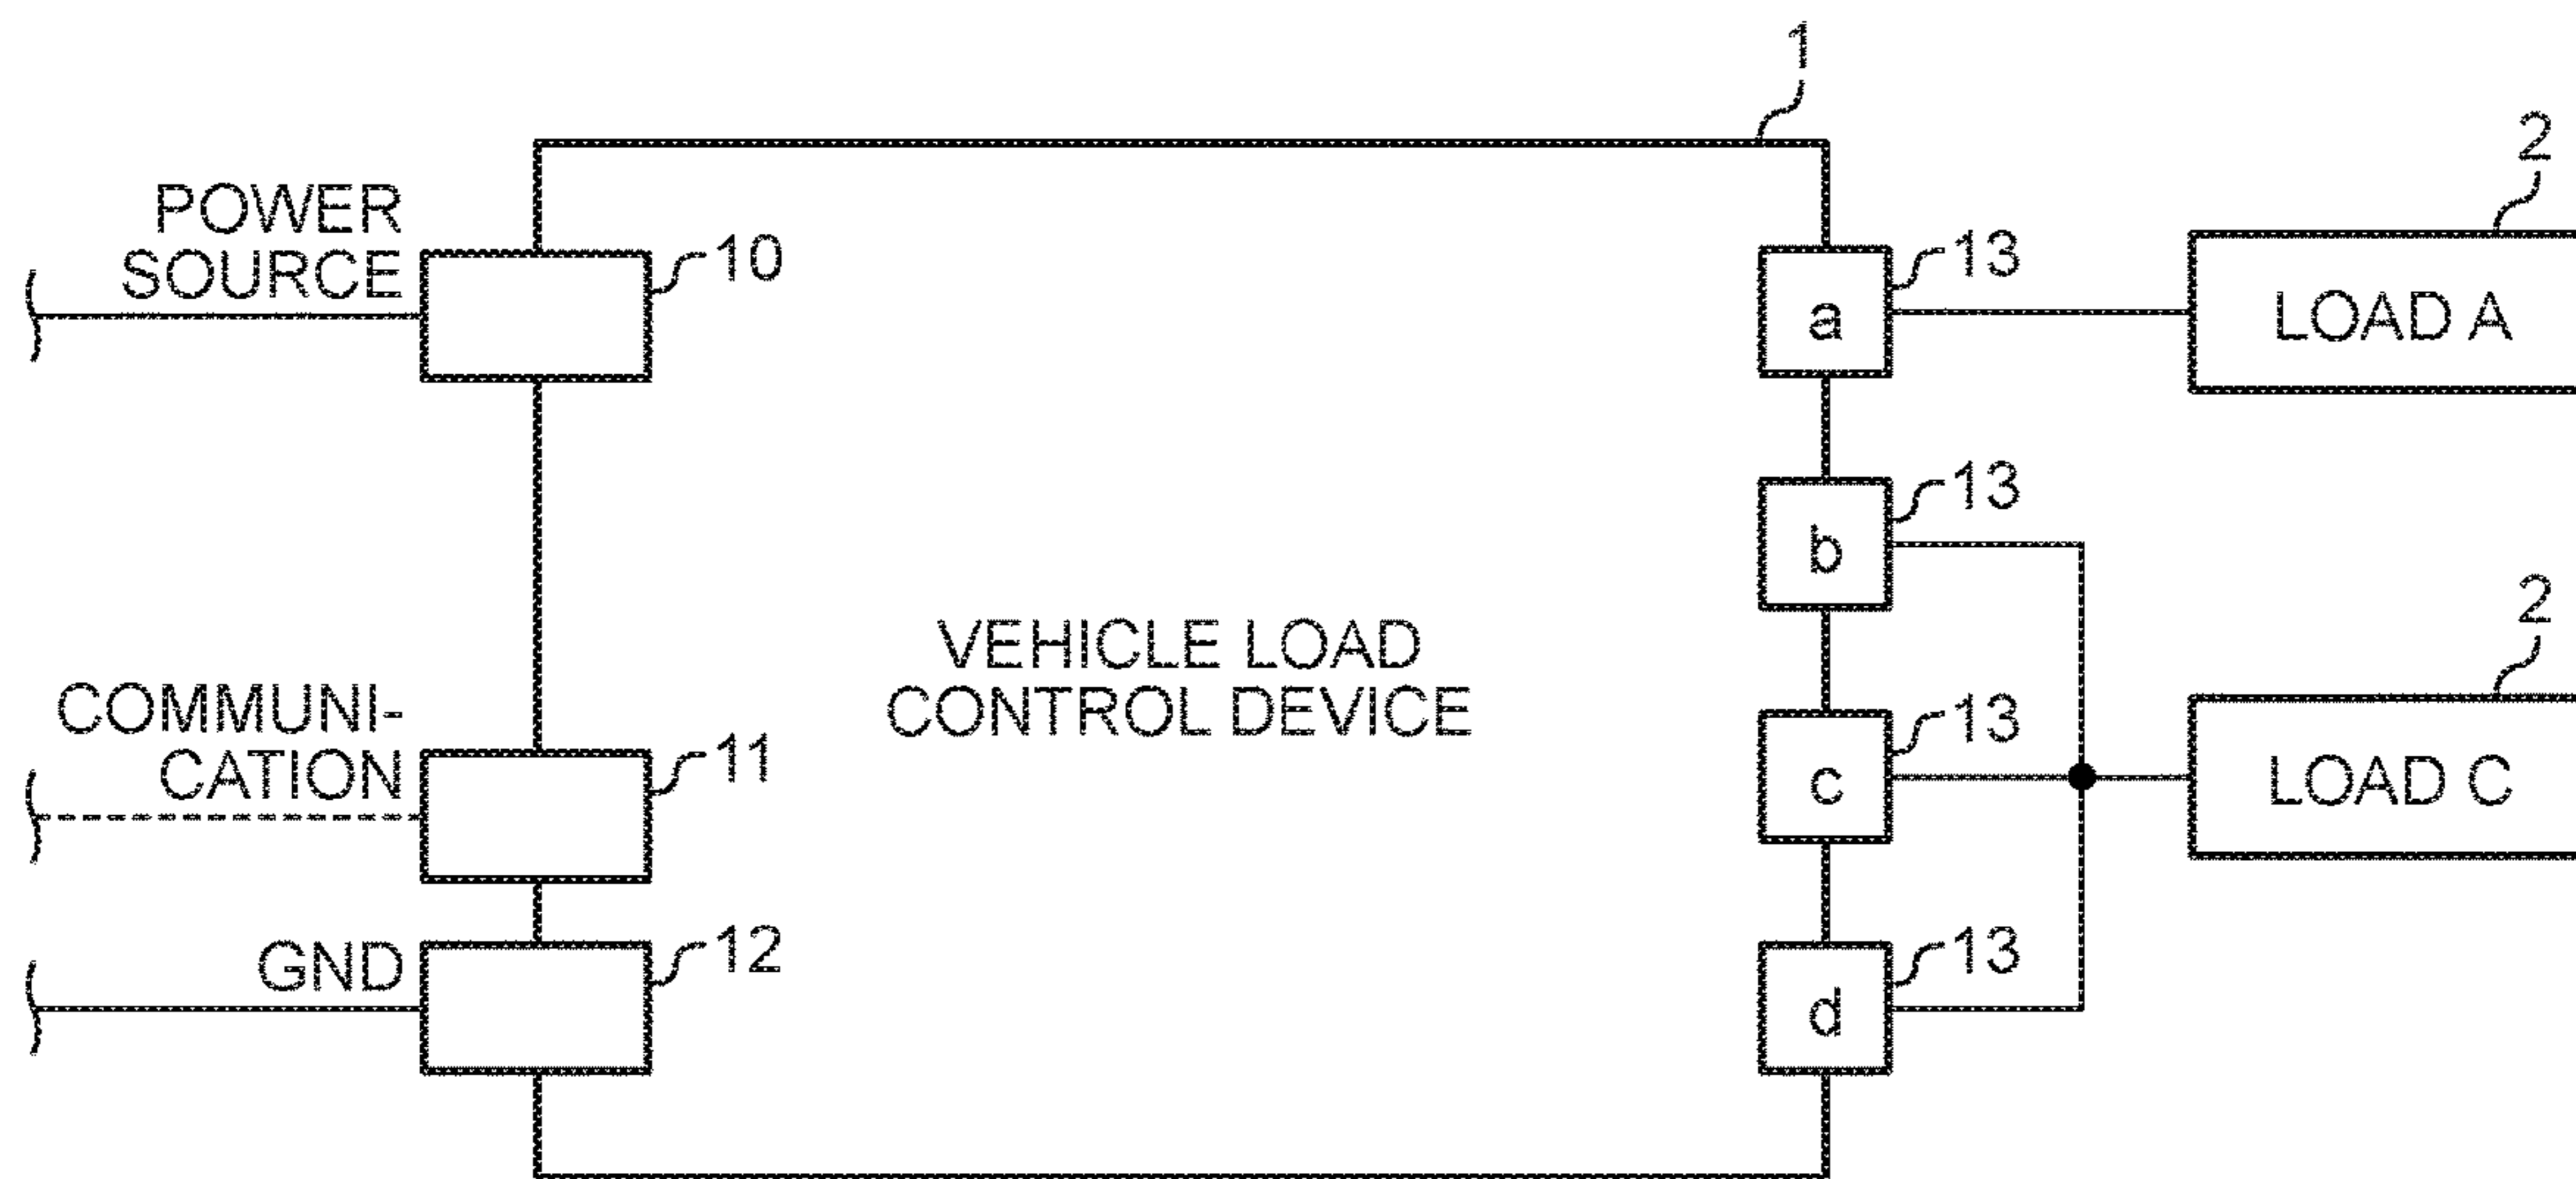 1
2
POWER
SOURCE
10
13
a
LOAD A
13
b
VEHICLE LOAD
CONTROL DEVICE
2
COMMUNI-
CATION
11
13
c
LOAD C
GND
12
13
d